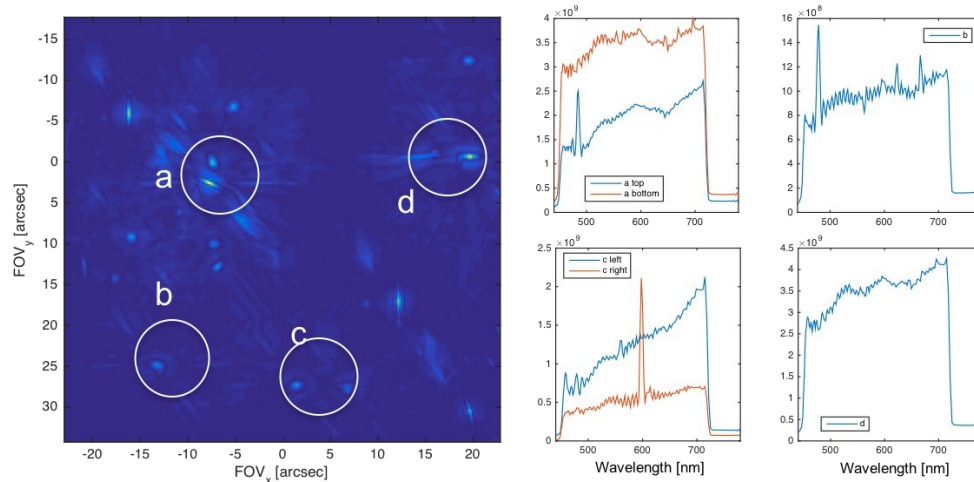 -15
-10
-5
0
5
10
15
20
25
30
FOV_y [arcsec]
-20 -15 -10 -5 0 5 10 15 20
FOV_x [arcsec]
a
b
c
d
4 ×10^9
3.5
3
2.5
2
1.5
1
0.5
0
500 600 700
a top
a bottom
16 ×10^8
14
12
10
8
6
4
2
0
500 600 700
b
2.5 ×10^9
2
1.5
1
0.5
0
500 600 700
c left
c right
Wavelength [nm]
4.5 ×10^9
4
3.5
3
2.5
2
1.5
1
0.5
0
500 600 700
d
Wavelength [nm]